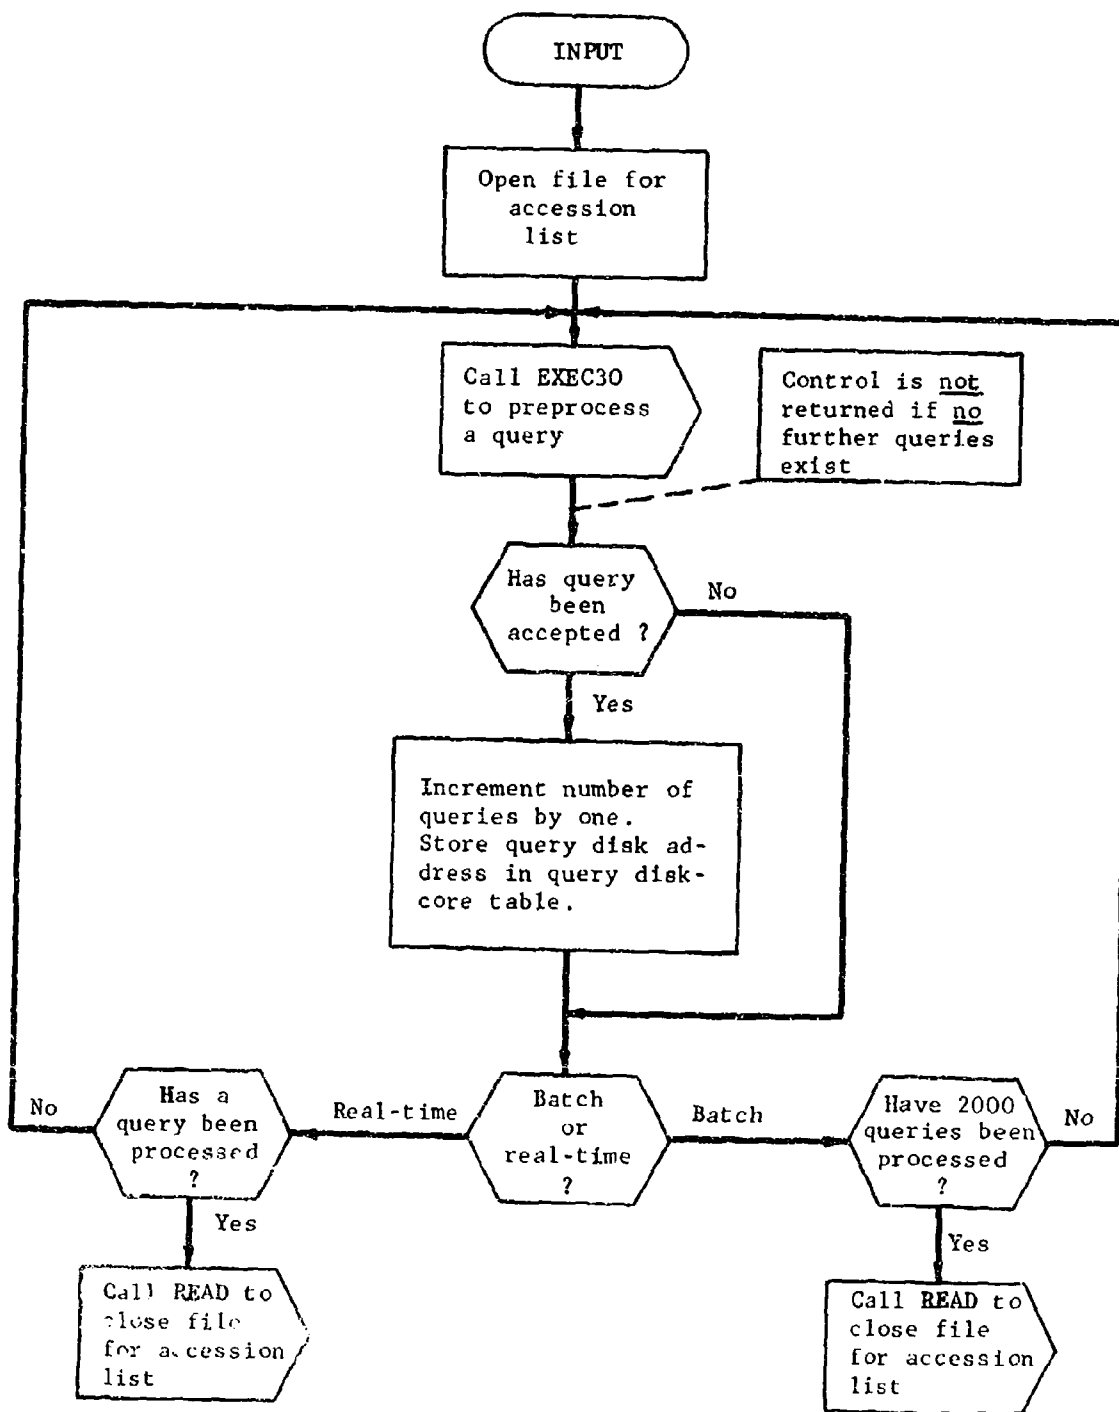 INPUT
Open file for
accession
list
Call EXEC30
to preprocess
a query
Control is not
returned if no
further queries
exist
Has query
been
accepted ?
No
Yes
Increment number of
queries by one.
Store query disk ad-
dress in query disk-
core table.
Batch
or
real-time
?
Real-time
Batch
Has a
query been
processed
?
No
Yes
Call READ to
close file
for accession
list
Have 2000
queries been
processed
?
No
Yes
Call READ to
close file
for accession
list